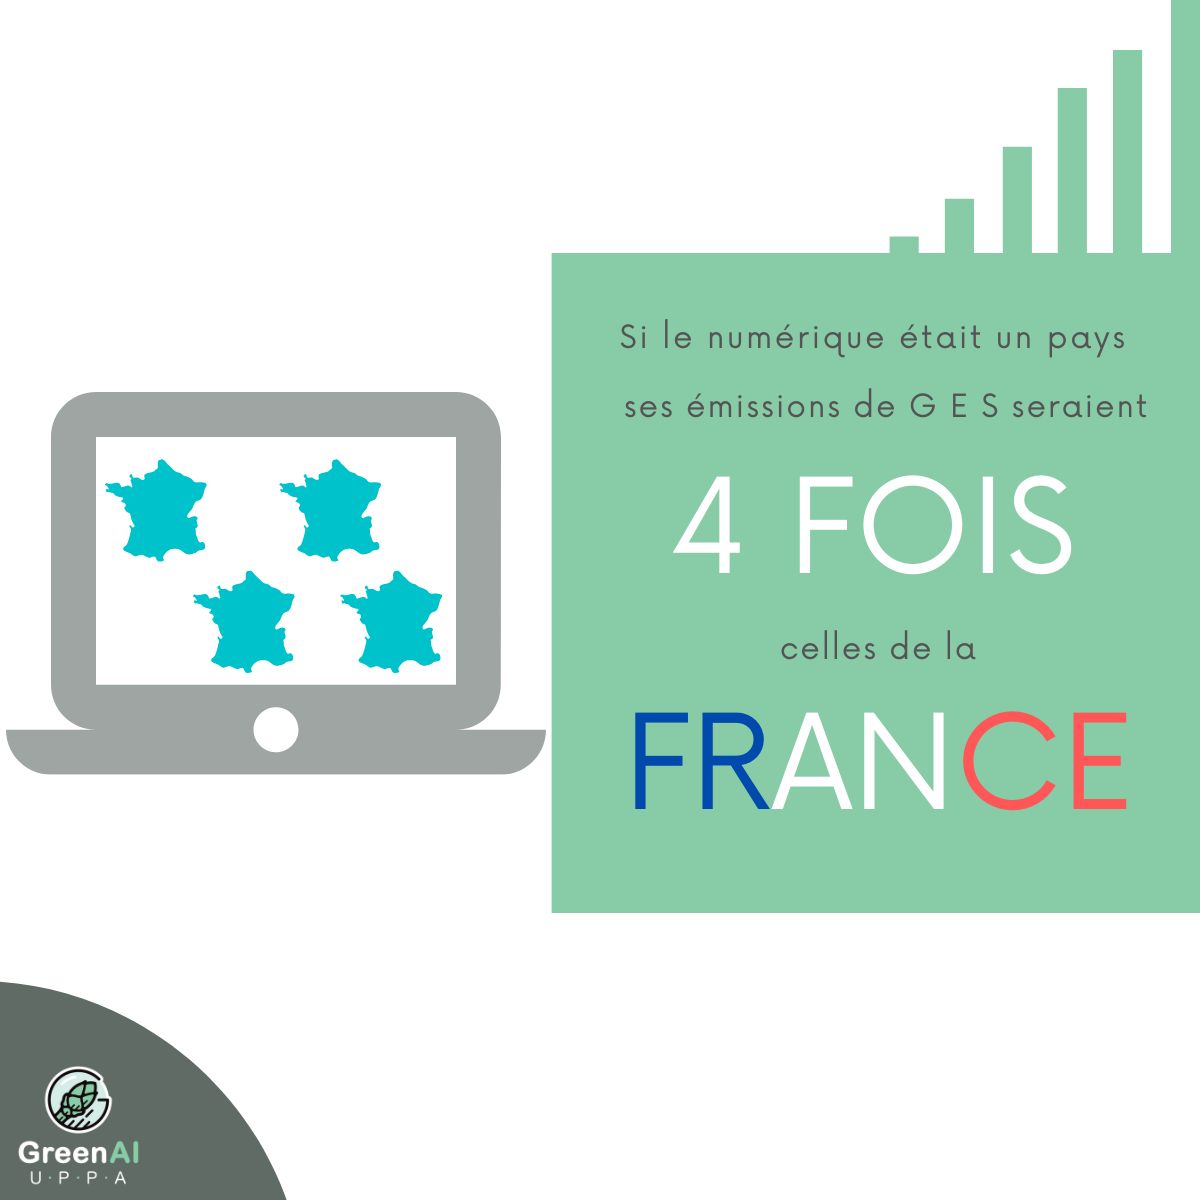 Si le numérique était un pays
ses émissions de G E S seraient
4 FOIS
celles de la
FRANCE
GreenAI
U·P·P·A